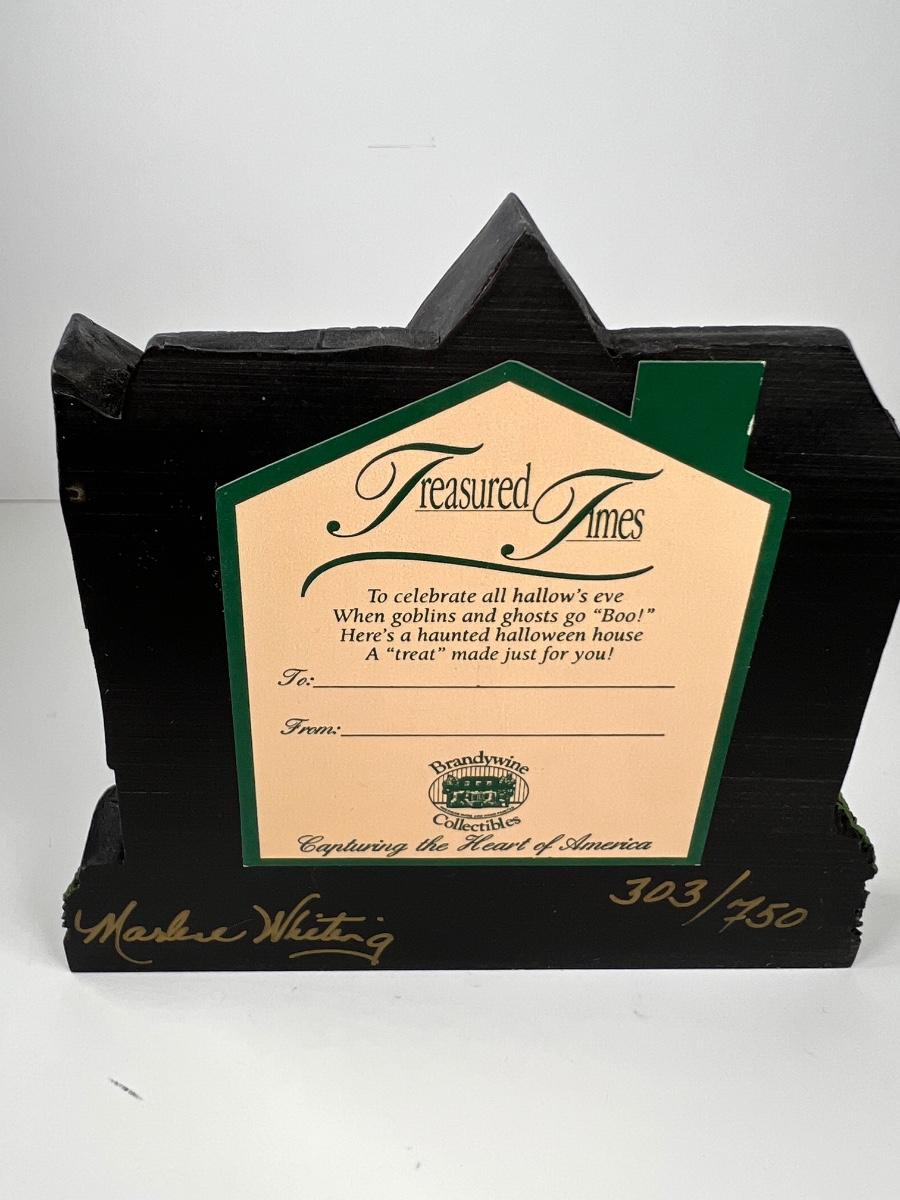 Treasured Times
To celebrate all hallow's eve
When goblins and ghosts go “Boo!”
Here's a haunted halloween house
A “treat” made just for you!
To:
From:
Brandywine
Collectibles
Capturing the Heart of America
Marlene Whiting
303/750